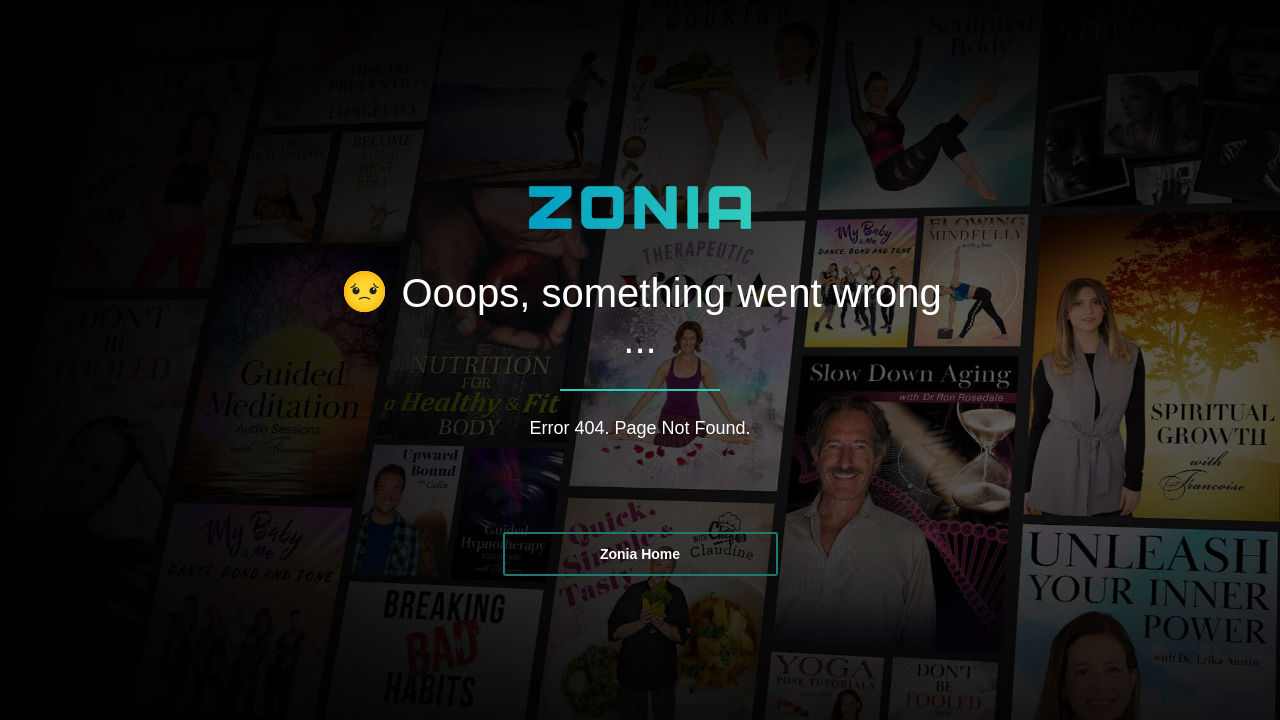 COOKING
Sculpted
Body
YOGA
DISEASE
PREVENTION
LONGEVITY
PERFORMANCE
BECOME
YOUR
BEST
SELF
ZONIA
My Baby
& Me
DANCE, BOND AND TONE
FLOWING
MINDFULLY
with Amy
THERAPEUTIC
YOGA
Ooops, something went wrong
...
DON'T
BE
FOOLED
Guided
Meditation
Audio Sessions
with Francoise
NUTRITION
FOR
a Healthy & Fit
BODY
Slow Down Aging
with Dr. Ron Rosedale
SPIRITUAL
GROWTH
with
Francoise
Error 404. Page Not Found.
Upward
Bound
with Colin
Guided
Hypnotherapy
My Baby
& Me
DANCE, BOND AND TONE
Quick,
Simple &
Tasty
WITH Chef
Claudine
Zonia Home
UNLEASH
YOUR INNER
POWER
with Dr. Erika Austin
BREAKING
BAD
HABITS
YOGA
POSE TUTORIALS
DON'T
BE
FOOLED